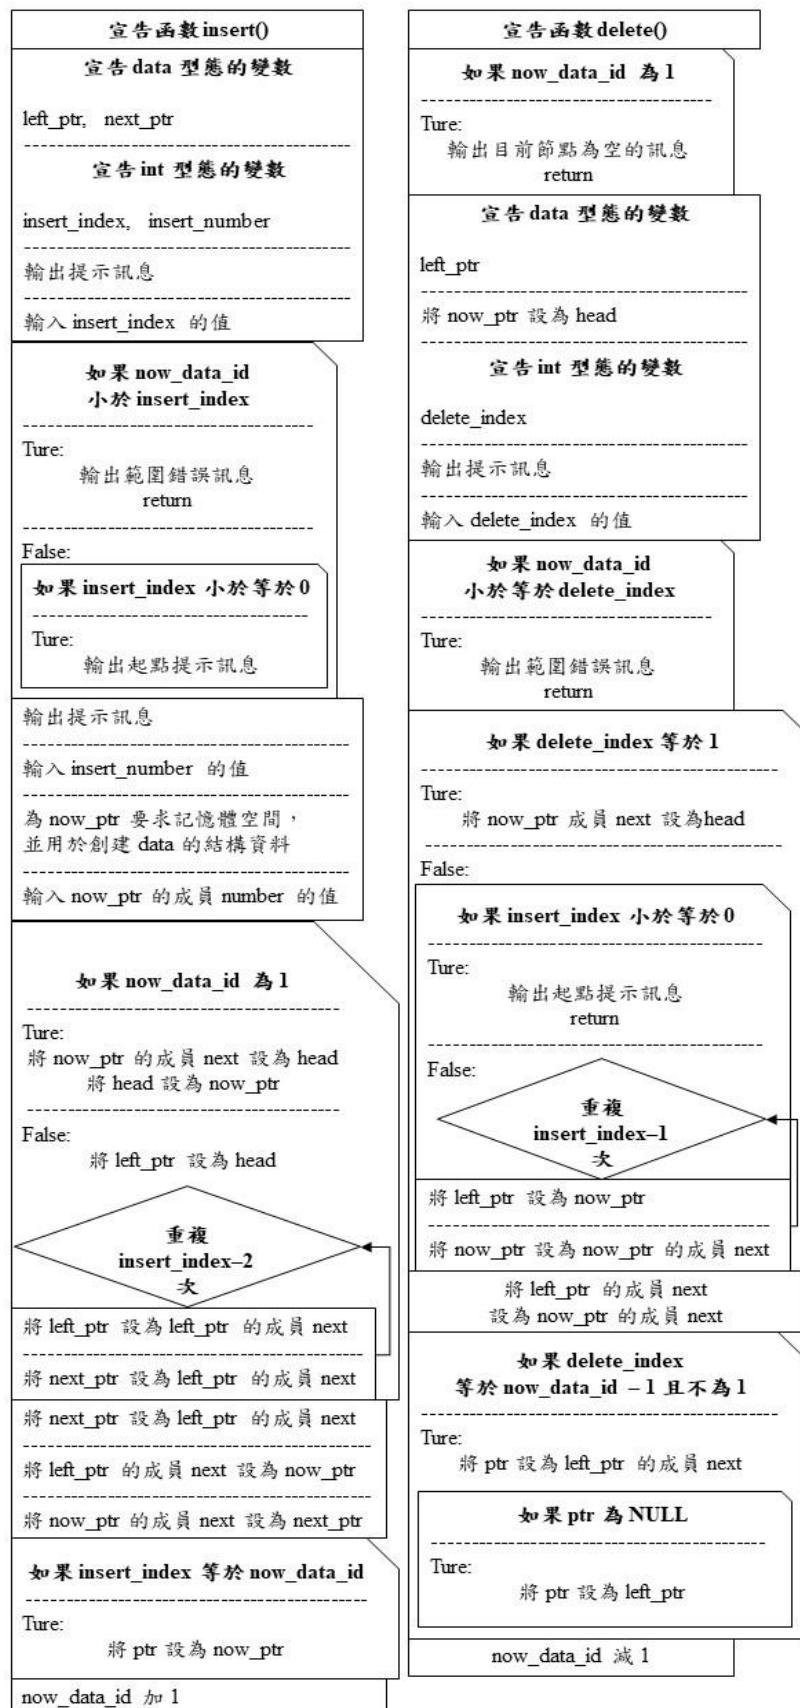 宣告函數insert()
宣告 data 型態的變數
left_ptr, next_ptr
宣告 int 型態的變數
insert_index, insert_number
輸出提示訊息
輸入 insert_index 的值
如果 now_data_id
小於 insert_index
Ture:
輸出範圍錯誤訊息
return
False:
如果 insert_index 小於等於 0
Ture:
輸出起點提示訊息
輸出提示訊息
輸入 insert_number 的值
為 now_ptr 要求記憶體空間，
並用於創建 data 的結構資料
輸入 now_ptr 的成員 number 的值
如果 now_data_id 為 1
Ture:
將 now_ptr 的成員 next 設為 head
將 head 設為 now_ptr
False:
將 left_ptr 設為 head
重複
insert_index–2
次
將 left_ptr 設為 left_ptr 的成員 next
將 next_ptr 設為 left_ptr 的成員 next
將 next_ptr 設為 left_ptr 的成員 next
將 left_ptr 的成員 next 設為 now_ptr
將 now_ptr 的成員 next 設為 next_ptr
如果 insert_index 等於 now_data_id
Ture:
將 ptr 設為 now_ptr
now_data_id 加 1
宣告函數 delete()
如果 now_data_id 為 1
Ture:
輸出目前節點為空的訊息
return
宣告 data 型態的變數
left_ptr
將 now_ptr 設為 head
宣告 int 型態的變數
delete_index
輸出提示訊息
輸入 delete_index 的值
如果 now_data_id
小於等於 delete_index
Ture:
輸出範圍錯誤訊息
return
如果 delete_index 等於 1
Ture:
將 now_ptr 成員 next 設為head
False:
如果 insert_index 小於等於 0
Ture:
輸出起點提示訊息
return
False:
重複
insert_index–1
次
將 left_ptr 設為 now_ptr
將 now_ptr 設為 now_ptr 的成員 next
將 left_ptr 的成員 next
設為 now_ptr 的成員 next
如果 delete_index
等於 now_data_id – 1 且不為 1
Ture:
將 ptr 設為 left_ptr 的成員 next
如果 ptr 為 NULL
Ture:
將 ptr 設為 left_ptr
now_data_id 減 1